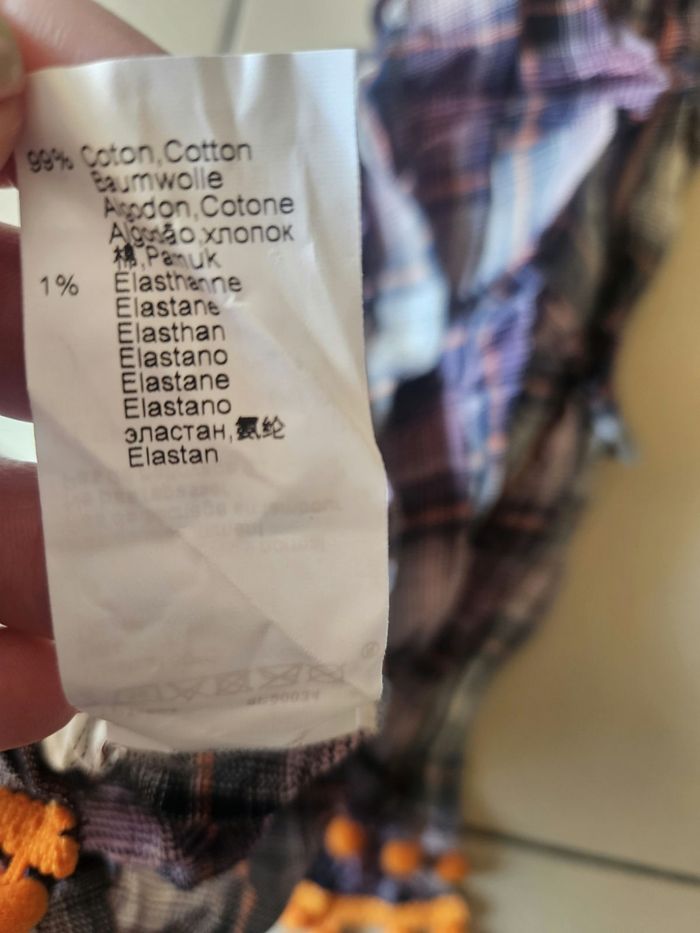 99% Coton,Cotton
Baumwolle
Algodon,Cotone
Algodão,хлопок
棉,Pamuk
1% Elasthanne
Elastane
Elasthan
Elastano
Elastane
Elastano
эластан,氨纶
Elastan